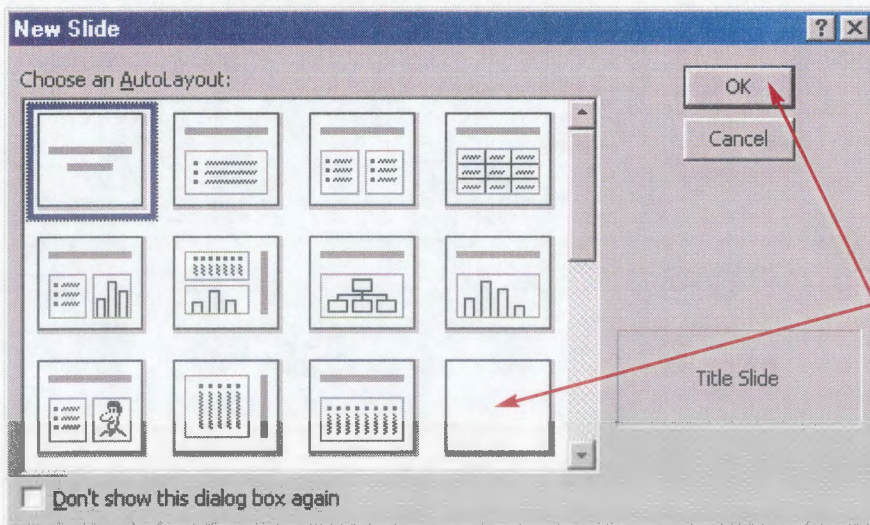 New Slide
Choose an AutoLayout:
OK
Cancel
Title Slide
Don't show this dialog box again